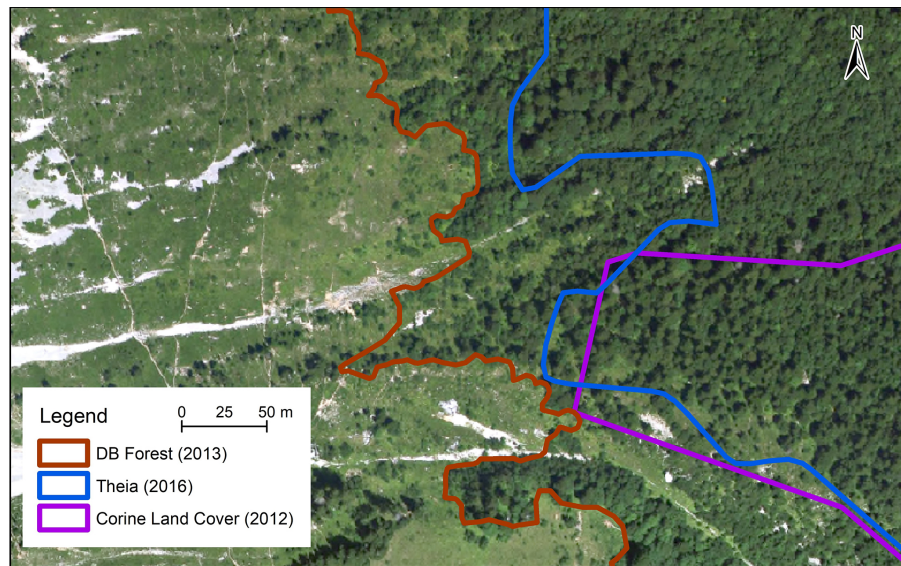 N
Legend
0 25 50 m
DB Forest (2013)
Theia (2016)
Corine Land Cover (2012)